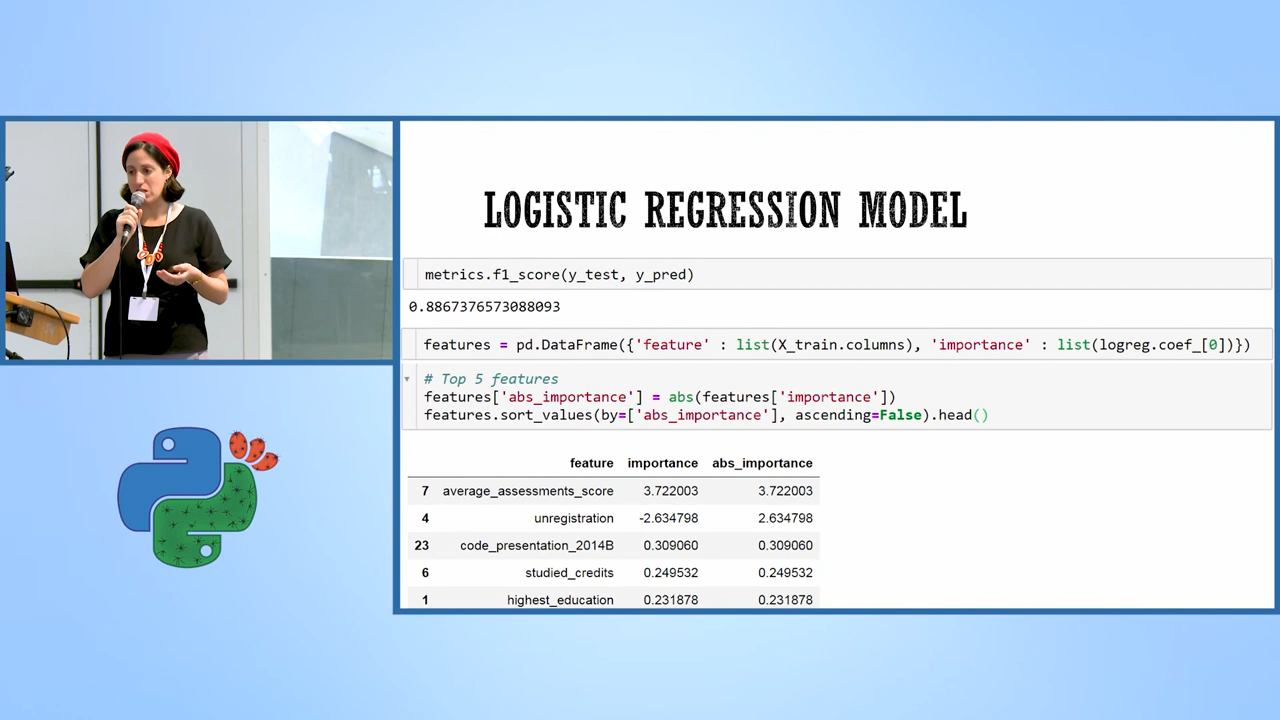 LOGISTIC REGRESSION MODEL
metrics.f1_score(y_test, y_pred)
0.8867376573088093
features = pd.DataFrame({'feature' : list(X_train.columns), 'importance' : list(logreg.coef_[0])})
# Top 5 features
features['abs_importance'] = abs(features['importance'])
features.sort_values(by=['abs_importance'], ascending=False).head()
feature importance abs_importance
7 average_assessments_score 3.722003 3.722003
4 unregistration -2.634798 2.634798
23 code_presentation_2014B 0.309060 0.309060
6 studied_credits 0.249532 0.249532
1 highest_education 0.231878 0.231878